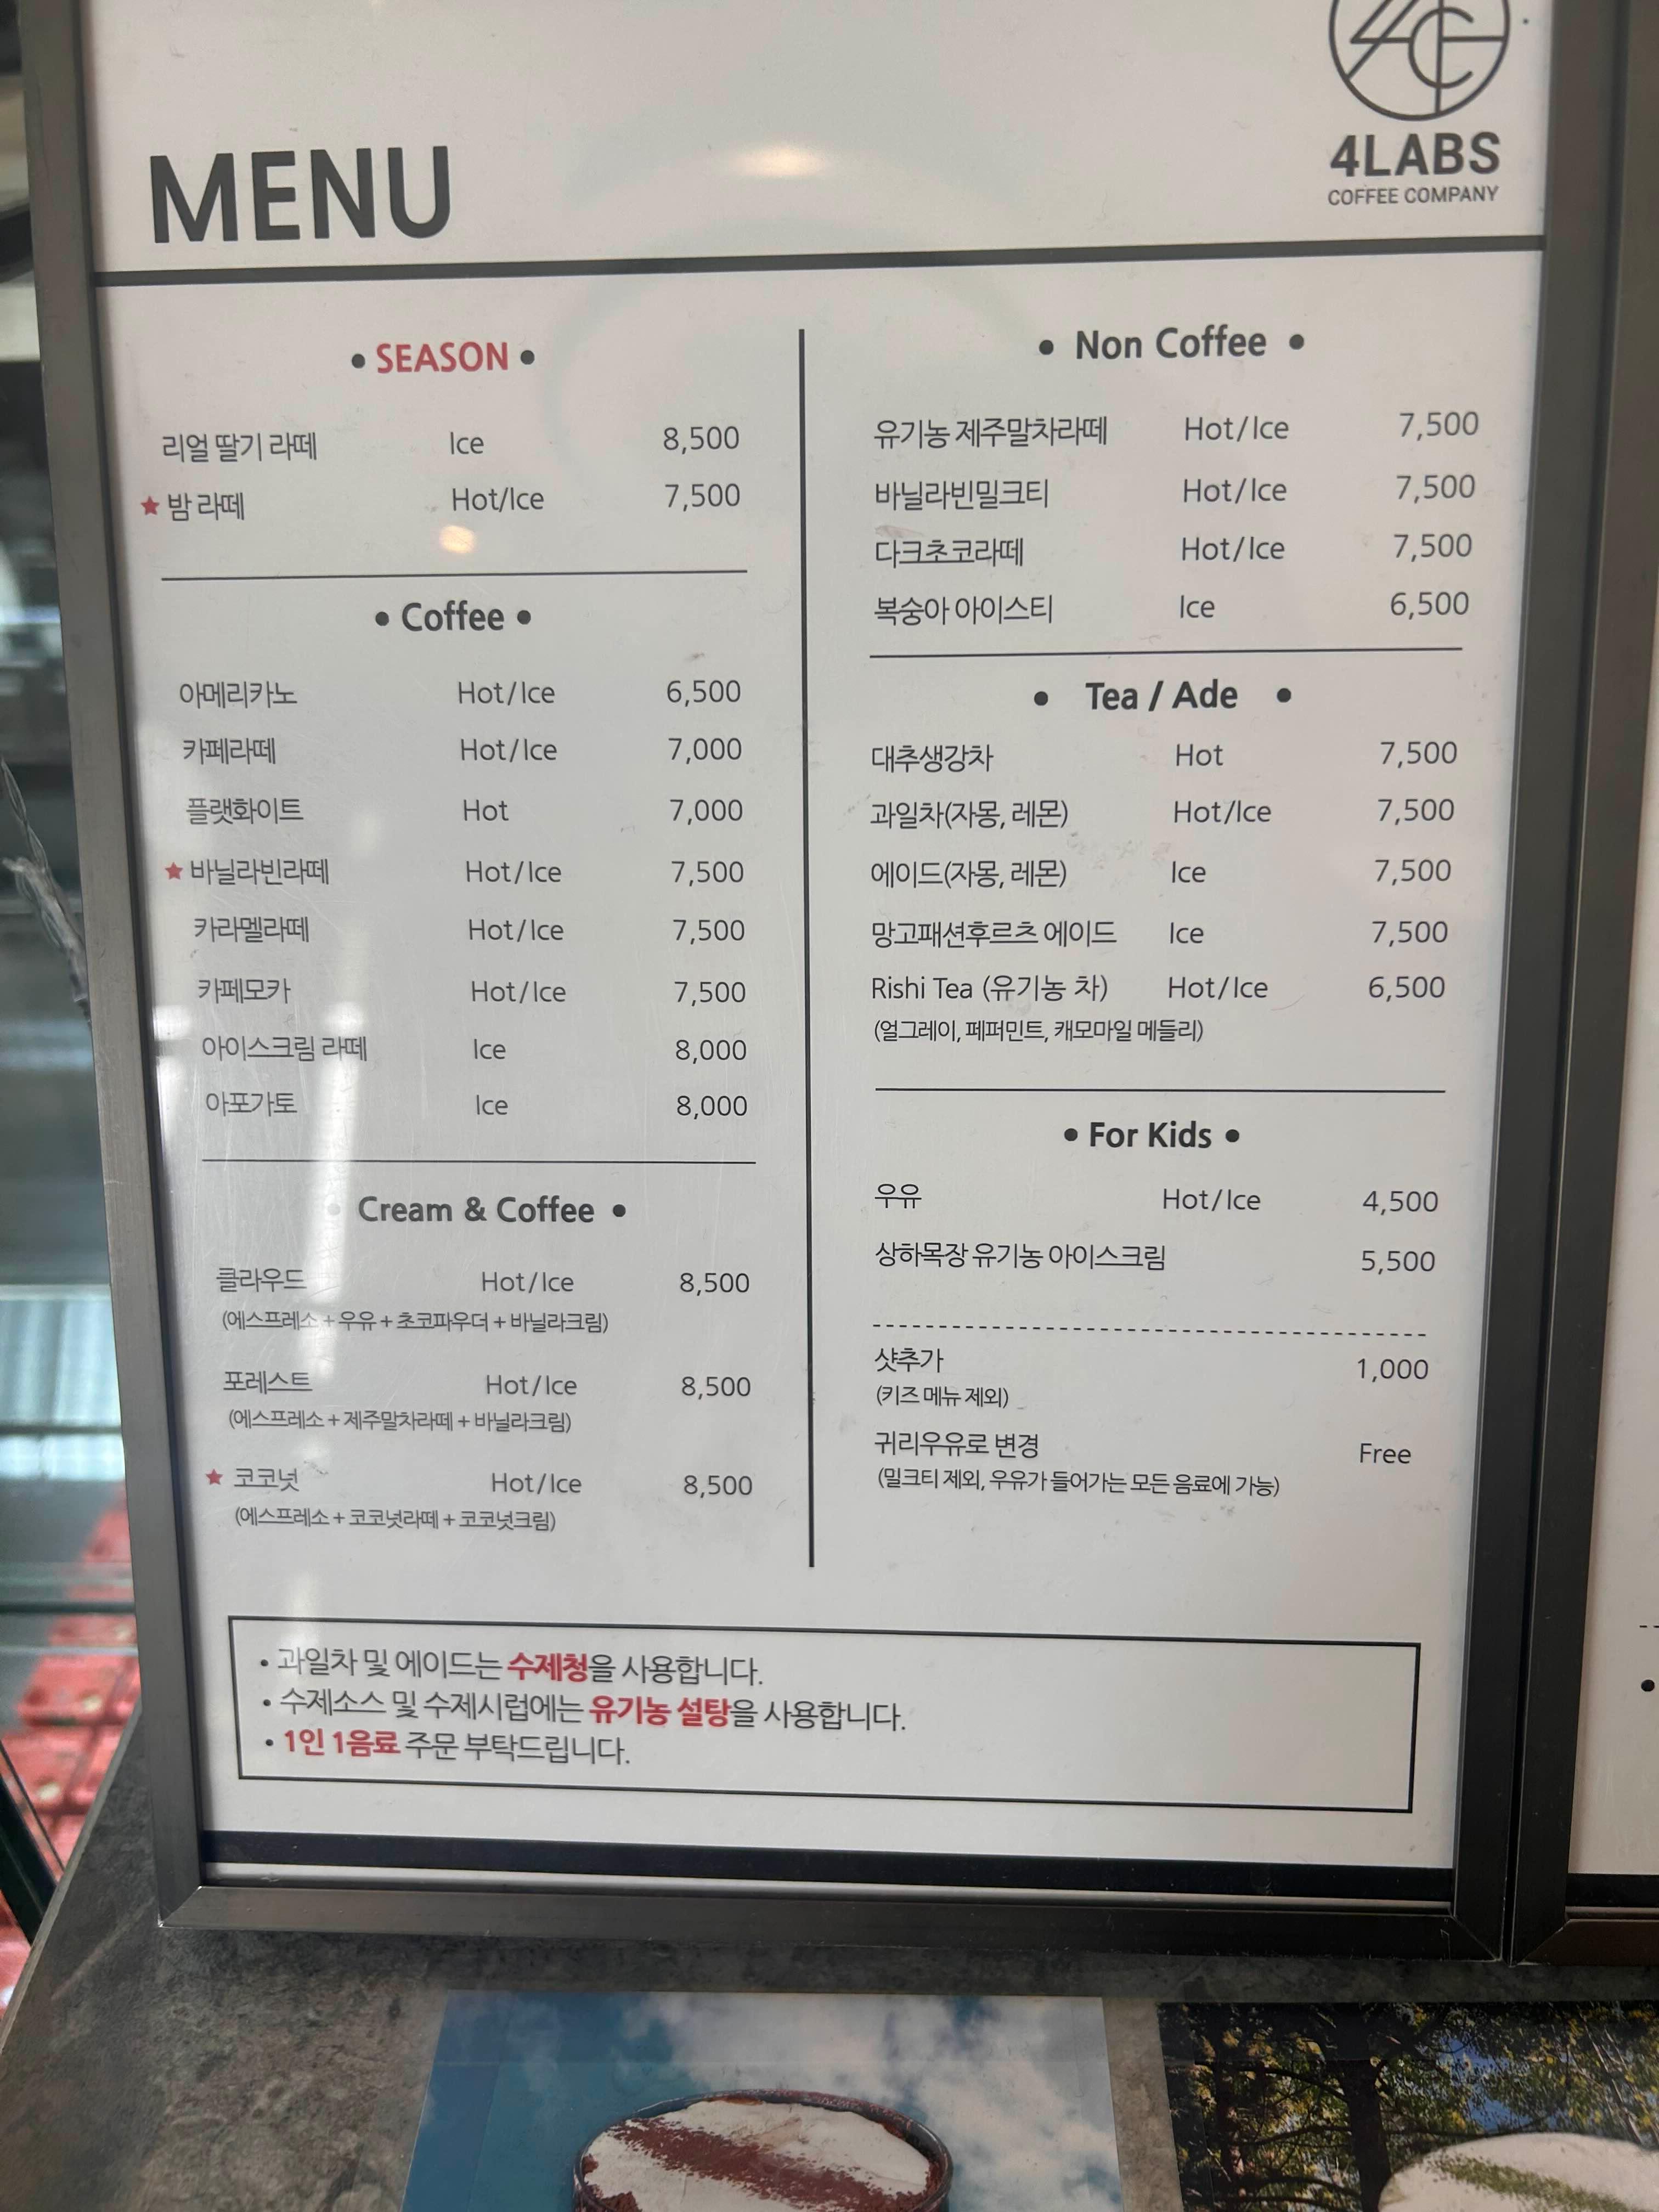 4LABS
COFFEE COMPANY
MENU
• SEASON •
리얼 딸기 라떼 Ice 8,500
★ 밤 라떼 Hot/Ice 7,500
• Coffee •
아메리카노 Hot/Ice 6,500
카페라떼 Hot/Ice 7,000
플랫화이트 Hot 7,000
★ 바닐라빈라떼 Hot/Ice 7,500
카라멜라떼 Hot/Ice 7,500
카페모카 Hot/Ice 7,500
아이스크림 라떼 Ice 8,000
아포가토 Ice 8,000
• Cream & Coffee •
클라우드 Hot/Ice 8,500
(에스프레소 + 우유 + 초코파우더 + 바닐라크림)
포레스트 Hot/Ice 8,500
(에스프레소 + 제주말차라떼 + 바닐라크림)
★ 코코넛 Hot/Ice 8,500
(에스프레소 + 코코넛라떼 + 코코넛크림)
• Non Coffee •
유기농 제주말차라떼 Hot/Ice 7,500
바닐라빈밀크티 Hot/Ice 7,500
다크초코라떼 Hot/Ice 7,500
복숭아 아이스티 Ice 6,500
• Tea / Ade •
대추생강차 Hot 7,500
과일차(자몽, 레몬) Hot/Ice 7,500
에이드(자몽, 레몬) Ice 7,500
망고패션후르츠 에이드 Ice 7,500
Rishi Tea (유기농 차) Hot/Ice 6,500
(얼그레이, 페퍼민트, 캐모마일 메들리)
• For Kids •
우유 Hot/Ice 4,500
상하목장 유기농 아이스크림 5,500
샷추가 1,000
(키즈 메뉴 제외)
귀리우유로 변경 Free
(밀크티 제외, 우유가 들어가는 모든 음료에 가능)
• 과일차 및 에이드는 수제청을 사용합니다.
• 수제소스 및 수제시럽에는 유기농 설탕을 사용합니다.
• 1인 1음료 주문 부탁드립니다.